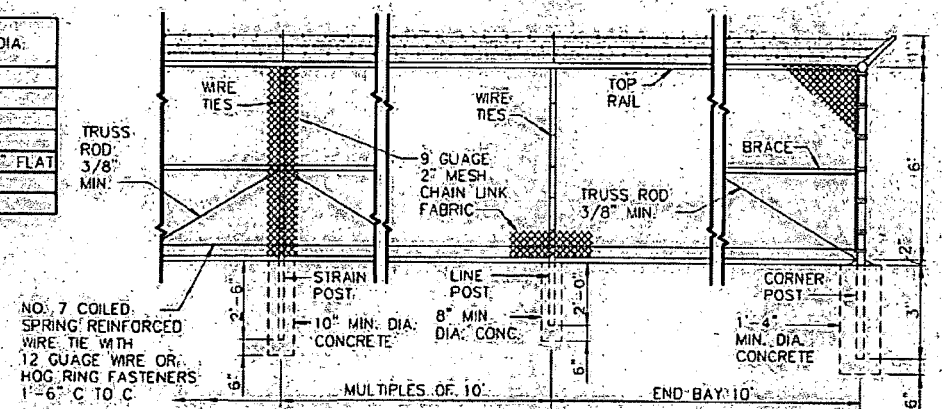 DIA.
" FLAT
TRUSS
ROD
3/8"
MIN.
WIRE
TIES
9 GUAGE
2" MESH
CHAIN LINK
FABRIC
WIRE
TIES
TOP
RAIL
TRUSS ROD
3/8" MIN.
BRACE
1'
6'
2"
NO. 7 COILED
SPRING REINFORCED
WIRE TIE WITH
12 GUAGE WIRE OR
HOG RING FASTENERS
1'-6" C TO C
2'-6"
6"
STRAIN
POST
10" MIN. DIA.
CONCRETE
LINE
POST
8" MIN
DIA. CONC.
2'-0"
6"
CORNER
POST
1'-4"
MIN. DIA.
CONCRETE
3'
6"
MULTIPLES OF 10'
END BAY 10'